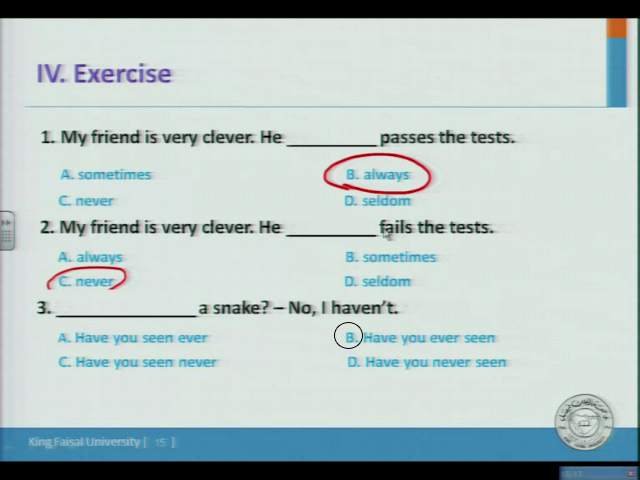 IV. Exercise
1. My friend is very clever. He __________ passes the tests.
A. sometimes B. always
C. never D. seldom
2. My friend is very clever. He __________ fails the tests.
A. always B. sometimes
C. never D. seldom
3. ________________ a snake? – No, I haven't.
A. Have you seen ever B. Have you ever seen
C. Have you seen never D. Have you never seen
King Faisal University [ 15 ]